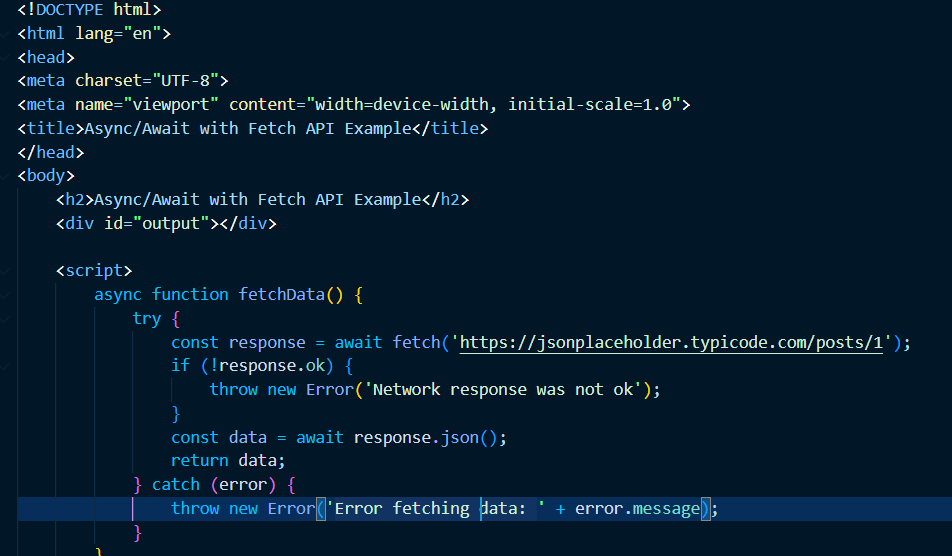 <!DOCTYPE html>
<html lang="en">
<head>
<meta charset="UTF-8">
<meta name="viewport" content="width=device-width, initial-scale=1.0">
<title>Async/Await with Fetch API Example</title>
</head>
<body>
    <h2>Async/Await with Fetch API Example</h2>
    <div id="output"></div>

    <script>
        async function fetchData() {
            try {
                const response = await fetch('https://jsonplaceholder.typicode.com/posts/1');
                if (!response.ok) {
                    throw new Error('Network response was not ok');
                }
                const data = await response.json();
                return data;
            } catch (error) {
                throw new Error('Error fetching data: ' + error.message);
            }
        }